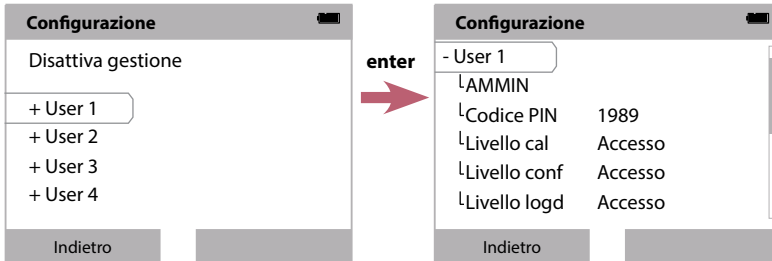 Configurazione
Disattiva gestione
+ User 1
+ User 2
+ User 3
+ User 4
Indietro
enter
Configurazione
- User 1
└AMMIN
└Codice PIN 1989
└Livello cal Accesso
└Livello conf Accesso
└Livello logd Accesso
Indietro